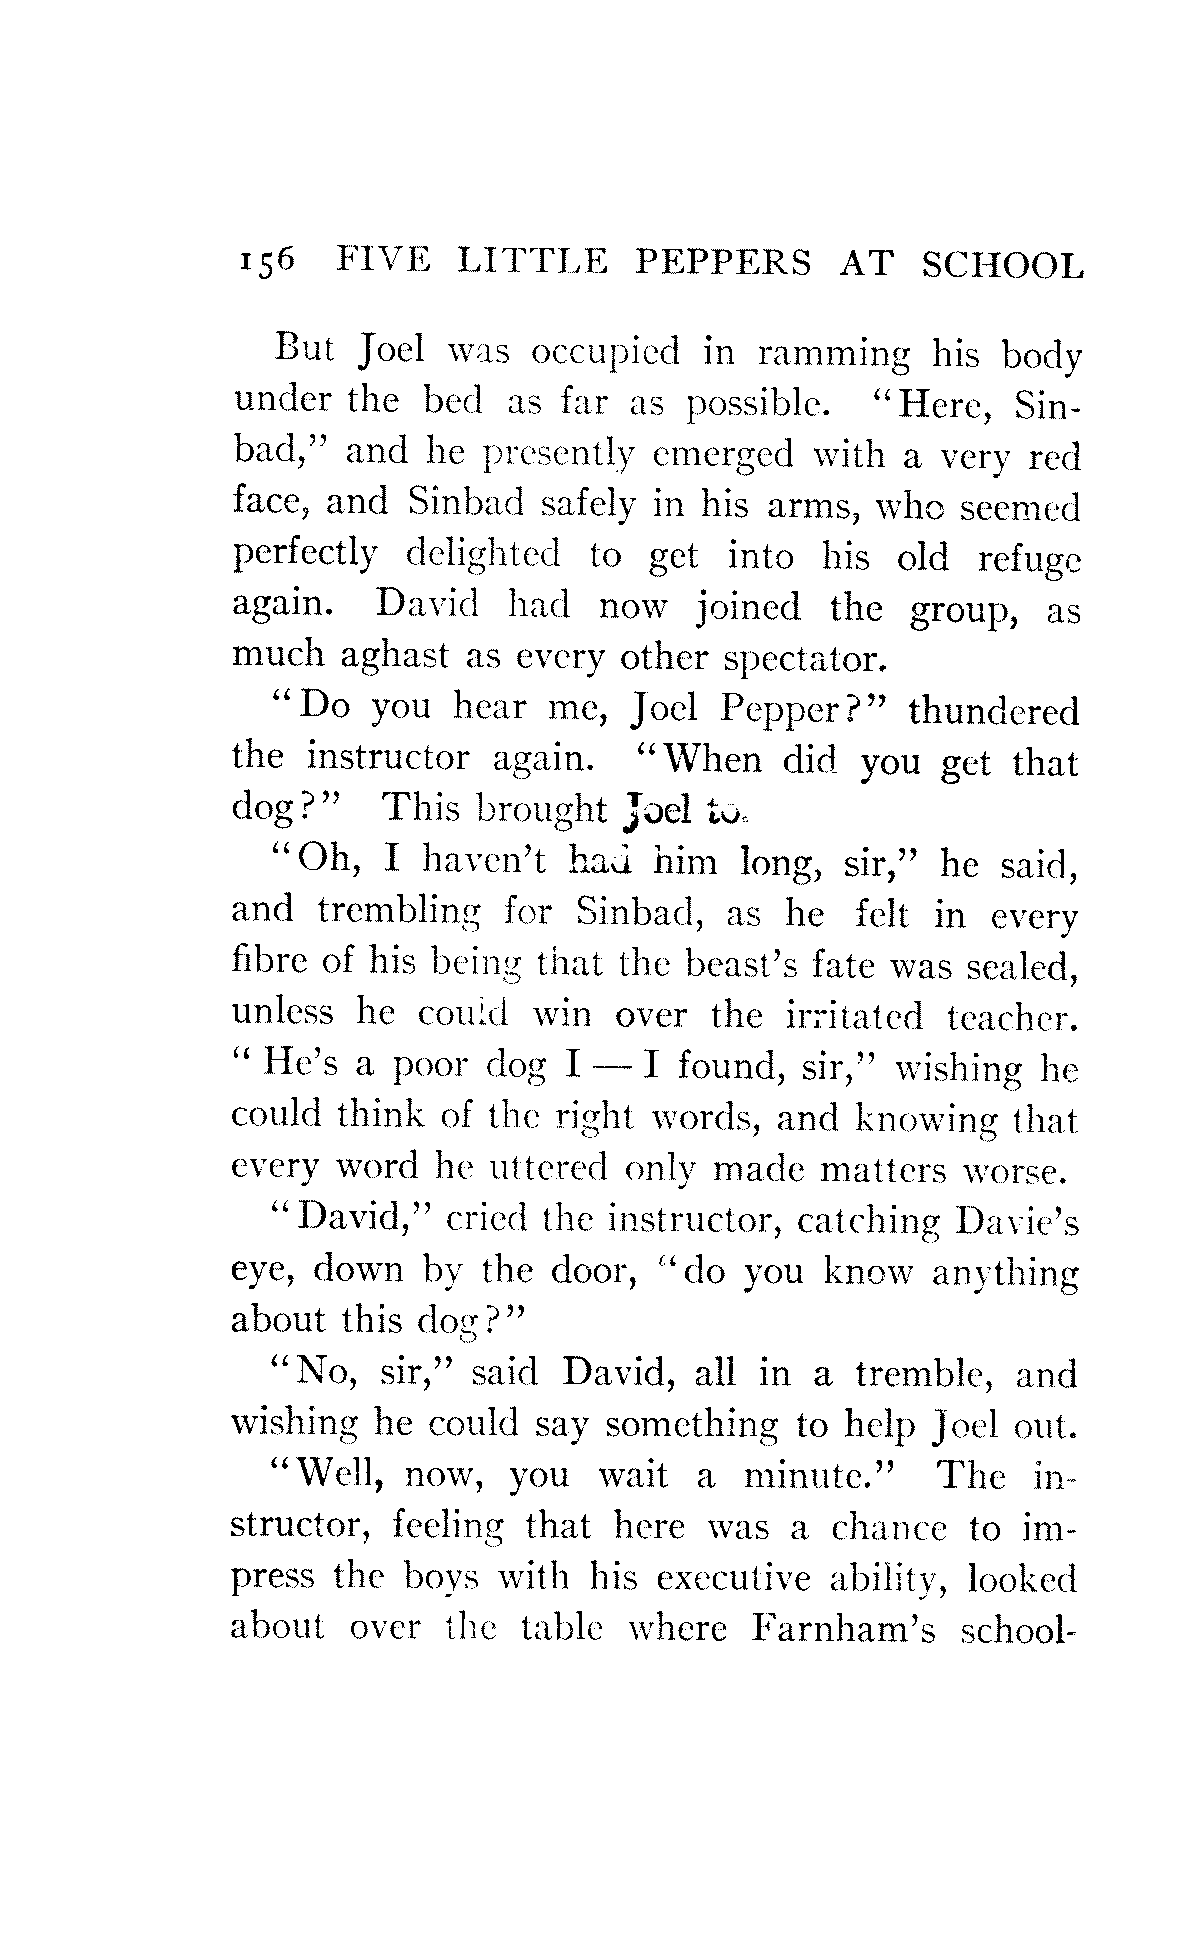 156 FIVE LITTLE PEPPERS AT SCHOOL
But Joel was occupied in ramming his body
under the bed as far as possible. “Here, Sin-
bad,” and he presently emerged with a very red
face, and Sinbad safely in his arms, who seemed
perfectly delighted to get into his old refuge
again. David had now joined the group, as
much aghast as every other spectator.
“Do you hear me, Joel Pepper?” thundered
the instructor again. “When did you get that
dog?” This brought Joel to.
“Oh, I haven’t had him long, sir,” he said,
and trembling for Sinbad, as he felt in every
fibre of his being that the beast’s fate was sealed,
unless he could win over the irritated teacher.
“He’s a poor dog I — I found, sir,” wishing he
could think of the right words, and knowing that
every word he uttered only made matters worse.
“David,” cried the instructor, catching Davie’s
eye, down by the door, “do you know anything
about this dog?”
“No, sir,” said David, all in a tremble, and
wishing he could say something to help Joel out.
“Well, now, you wait a minute.” The in-
structor, feeling that here was a chance to im-
press the boys with his executive ability, looked
about over the table where Farnham’s school-